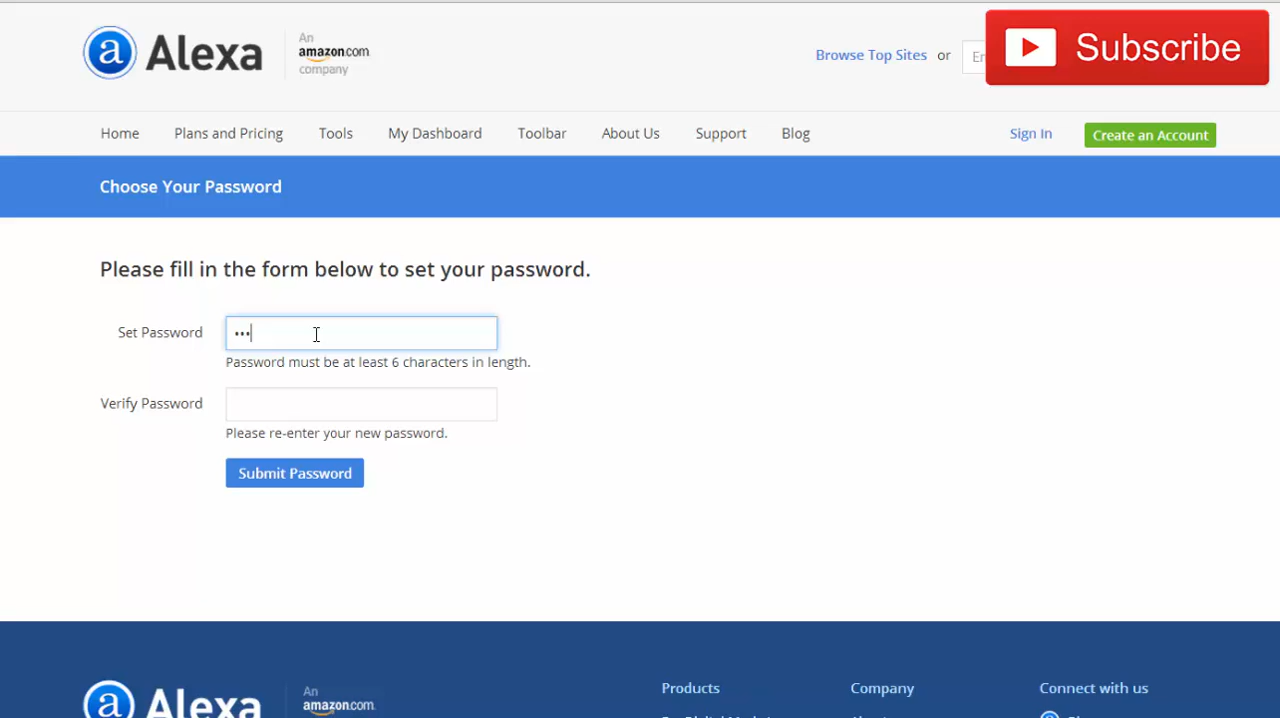 Alexa
An
amazon.com
company
Browse Top Sites or
Subscribe
Home Plans and Pricing Tools My Dashboard Toolbar About Us Support Blog Sign In Create an Account
Choose Your Password
Please fill in the form below to set your password.
Set Password •••
Password must be at least 6 characters in length.
Verify Password
Please re-enter your new password.
Submit Password
Alexa
An
amazon.com
Products Company Connect with us